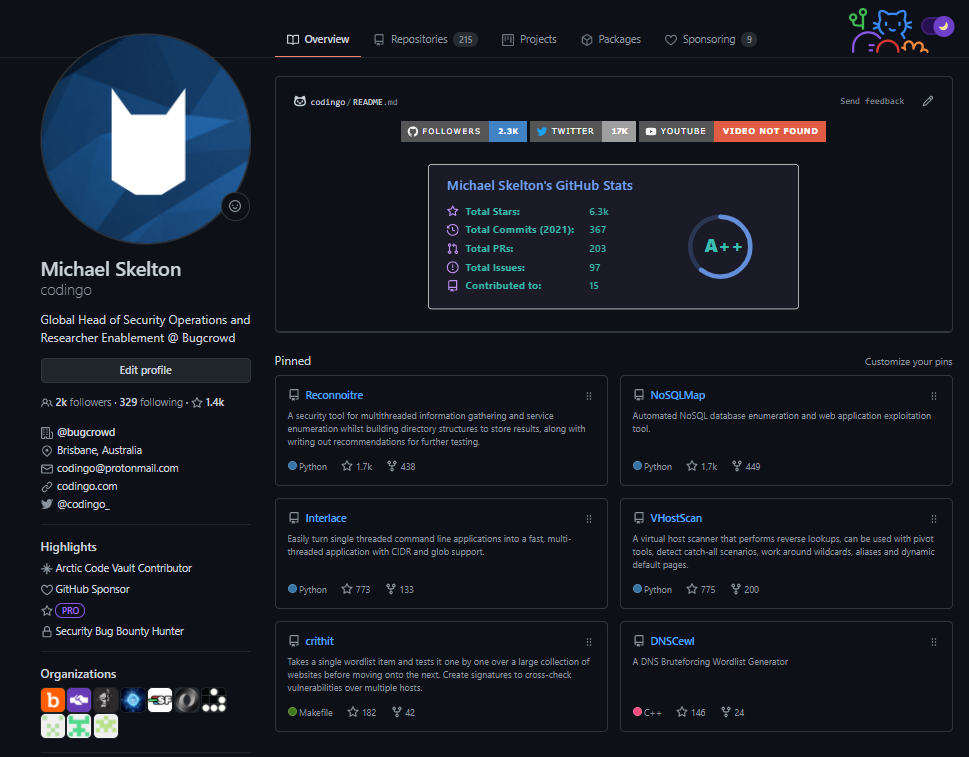 Overview
Repositories 215
Projects
Packages
Sponsoring 9
codingo/README.md
Send feedback
FOLLOWERS 2.3K
TWITTER 17K
YOUTUBE VIDEO NOT FOUND
Michael Skelton's GitHub Stats
Total Stars: 6.3k
Total Commits (2021): 367
Total PRs: 203
Total Issues: 97
Contributed to: 15
A++
Michael Skelton
codingo
Global Head of Security Operations and
Researcher Enablement @ Bugcrowd
Edit profile
2k followers · 329 following · 1.4k
@bugcrowd
Brisbane, Australia
codingo@protonmail.com
codingo.com
@codingo_
Highlights
Arctic Code Vault Contributor
GitHub Sponsor
PRO
Security Bug Bounty Hunter
Organizations
b
Pinned
Customize your pins
Reconnoitre
A security tool for multithreaded information gathering and service
enumeration whilst building directory structures to store results, along with
writing out recommendations for further testing.
Python 1.7k 438
NoSQLMap
Automated NoSQL database enumeration and web application exploitation
tool.
Python 1.7k 449
Interlace
Easily turn single threaded command line applications into a fast, multi-
threaded application with CIDR and glob support.
Python 773 133
VHostScan
A virtual host scanner that performs reverse lookups, can be used with pivot
tools, detect catch-all scenarios, work around wildcards, aliases and dynamic
default pages.
Python 775 200
crithit
Takes a single wordlist item and tests it one by one over a large collection of
websites before moving onto the next. Create signatures to cross-check
vulnerabilities over multiple hosts.
Makefile 182 42
DNSCewl
A DNS Bruteforcing Wordlist Generator
C++ 146 24